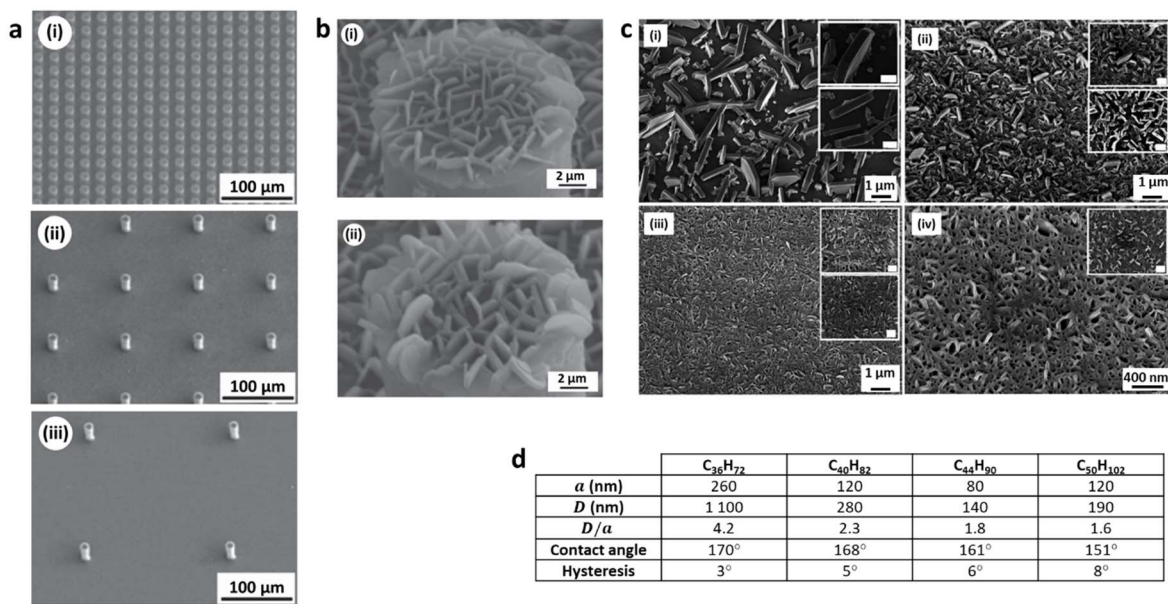 a
(i)
100 μm
(ii)
100 μm
(iii)
100 μm
b
(i)
2 μm
(ii)
2 μm
c
(i)
1 μm
(ii)
1 μm
(iii)
1 μm
(iv)
400 nm
d
C36H72 C40H82 C44H90 C50H102
a (nm) 260 120 80 120
D (nm) 1 100 280 140 190
D/a 4.2 2.3 1.8 1.6
Contact angle 170° 168° 161° 151°
Hysteresis 3° 5° 6° 8°